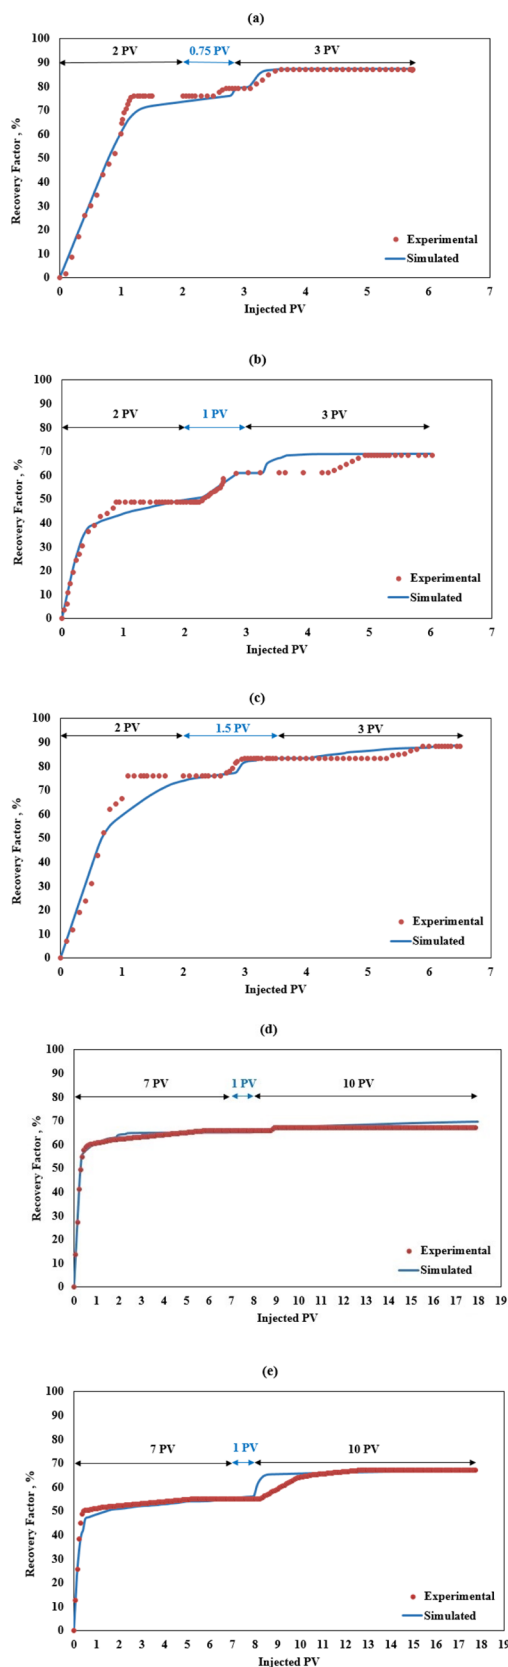 (a)
100
90
80
70
60
50
40
30
20
10
0
Recovery Factor , %
2 PV
0.75 PV
3 PV
Experimental
Simulated
0 1 2 3 4 5 6 7
Injected PV
(b)
100
90
80
70
60
50
40
30
20
10
0
Recovery Factor , %
2 PV
1 PV
3 PV
Experimental
Simulated
0 1 2 3 4 5 6 7
Injected PV
(c)
100
90
80
70
60
50
40
30
20
10
0
Recovery Factor , %
2 PV
1.5 PV
3 PV
Experimental
Simulated
0 1 2 3 4 5 6 7
Injected PV
(d)
100
90
80
70
60
50
40
30
20
10
0
Recovery Factor , %
7 PV
1 PV
10 PV
Experimental
Simulated
0 1 2 3 4 5 6 7 8 9 10 11 12 13 14 15 16 17 18 19
Injected PV
(e)
100
90
80
70
60
50
40
30
20
10
0
Recovery Factor , %
7 PV
1 PV
10 PV
Experimental
Simulated
0 1 2 3 4 5 6 7 8 9 10 11 12 13 14 15 16 17 18 19
Injected PV